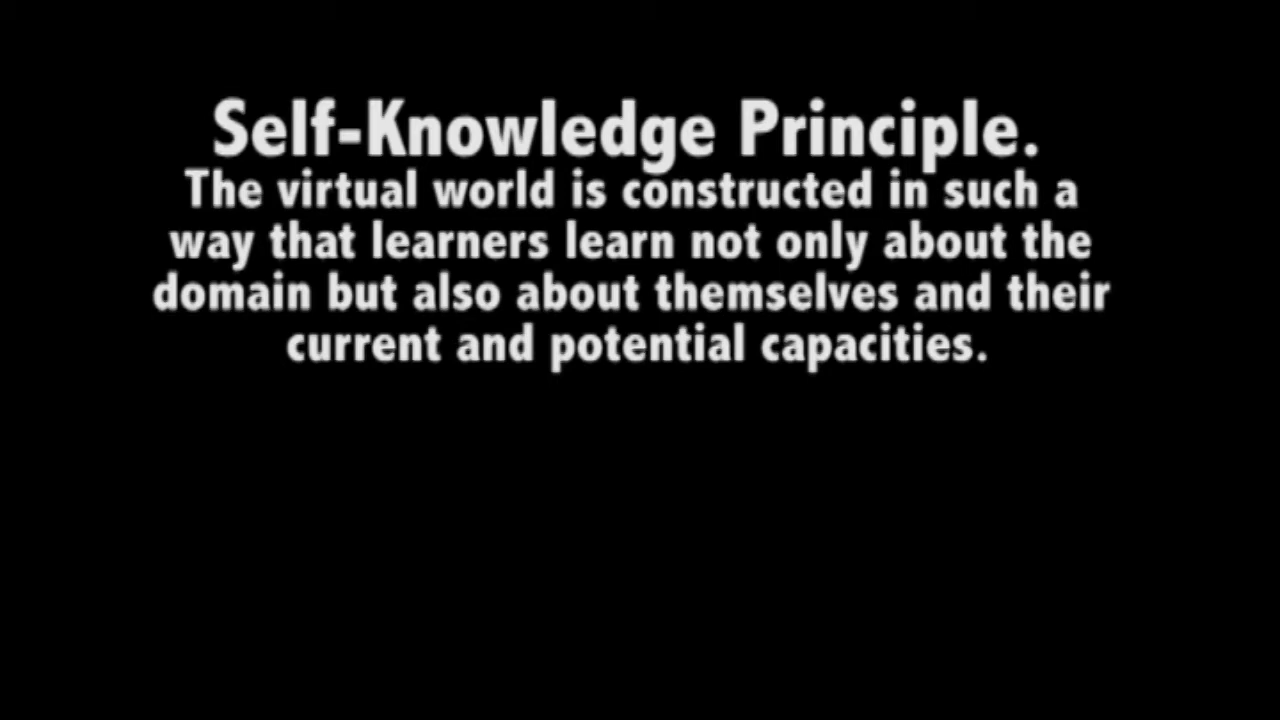 Self-Knowledge Principle.
The virtual world is constructed in such a
way that learners learn not only about the
domain but also about themselves and their
current and potential capacities.